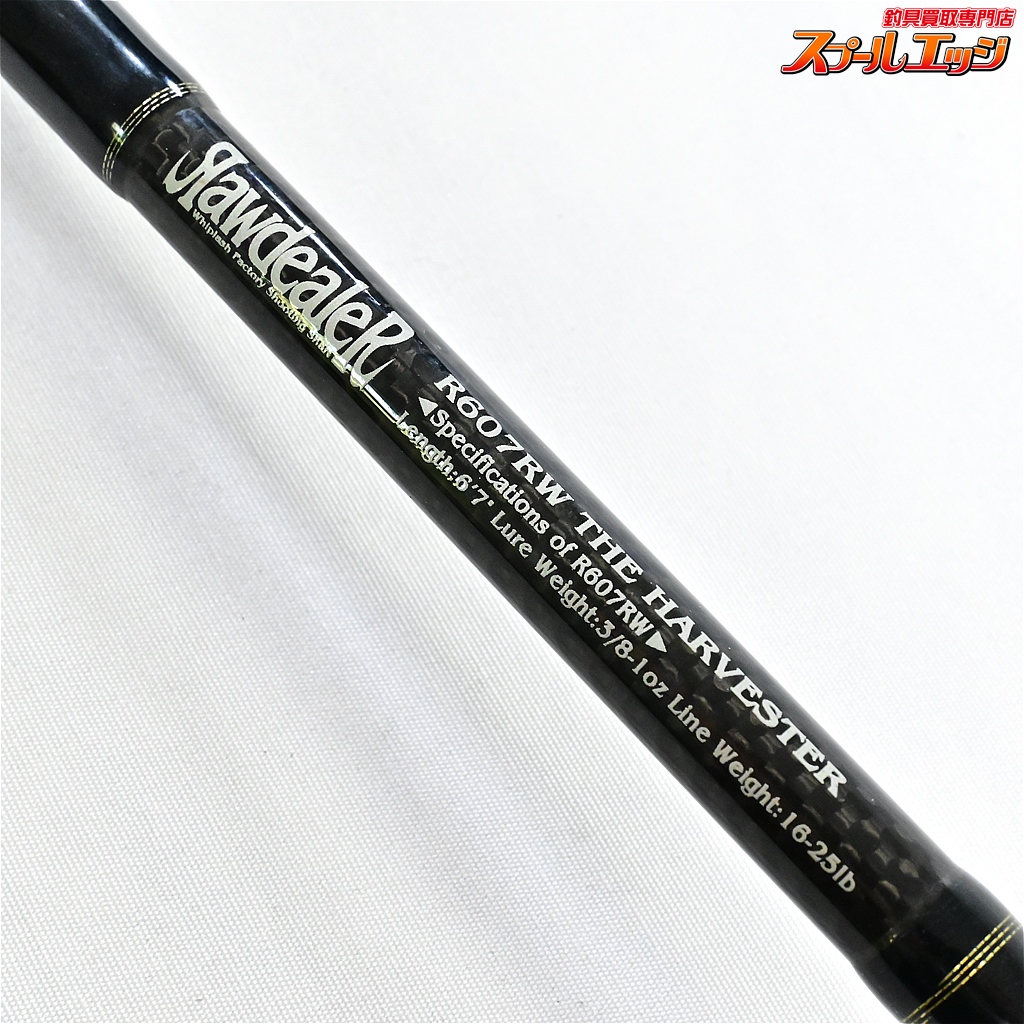 釣具買取専門店
スプールエッジ
RawdealeR
Whiplash Factory Shooting Shaft
R607RW THE HARVESTER
◀Specifications of R607RW▶
Length:6'7" Lure Weight:3/8-1oz Line Weight:16-25lb